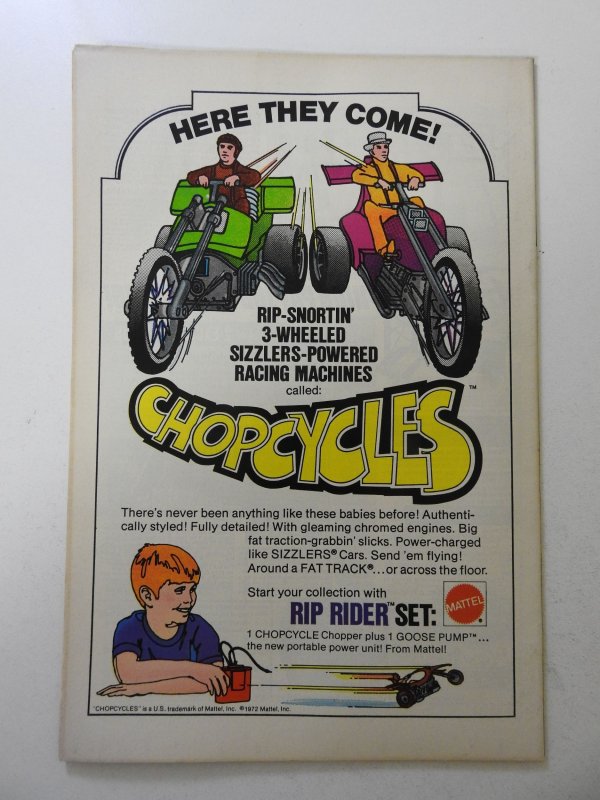 HERE THEY COME!
RIP-SNORTIN'
3-WHEELED
SIZZLERS-POWERED
RACING MACHINES
called:
CHOPCYCLES™
There's never been anything like these babies before! Authenti-
cally styled! Fully detailed! With gleaming chromed engines. Big
fat traction-grabbin' slicks. Power-charged
like SIZZLERS® Cars. Send 'em flying!
Around a FAT TRACK®...or across the floor.
Start your collection with
RIP RIDER™ SET:
MATTEL®
1 CHOPCYCLE Chopper plus 1 GOOSE PUMP™...
the new portable power unit! From Mattel!
"CHOPCYCLES" is a U.S. trademark of Mattel, Inc. ©1972 Mattel, Inc.